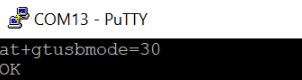 COM13 - PuTTY
at+gtusbmode=30
OK